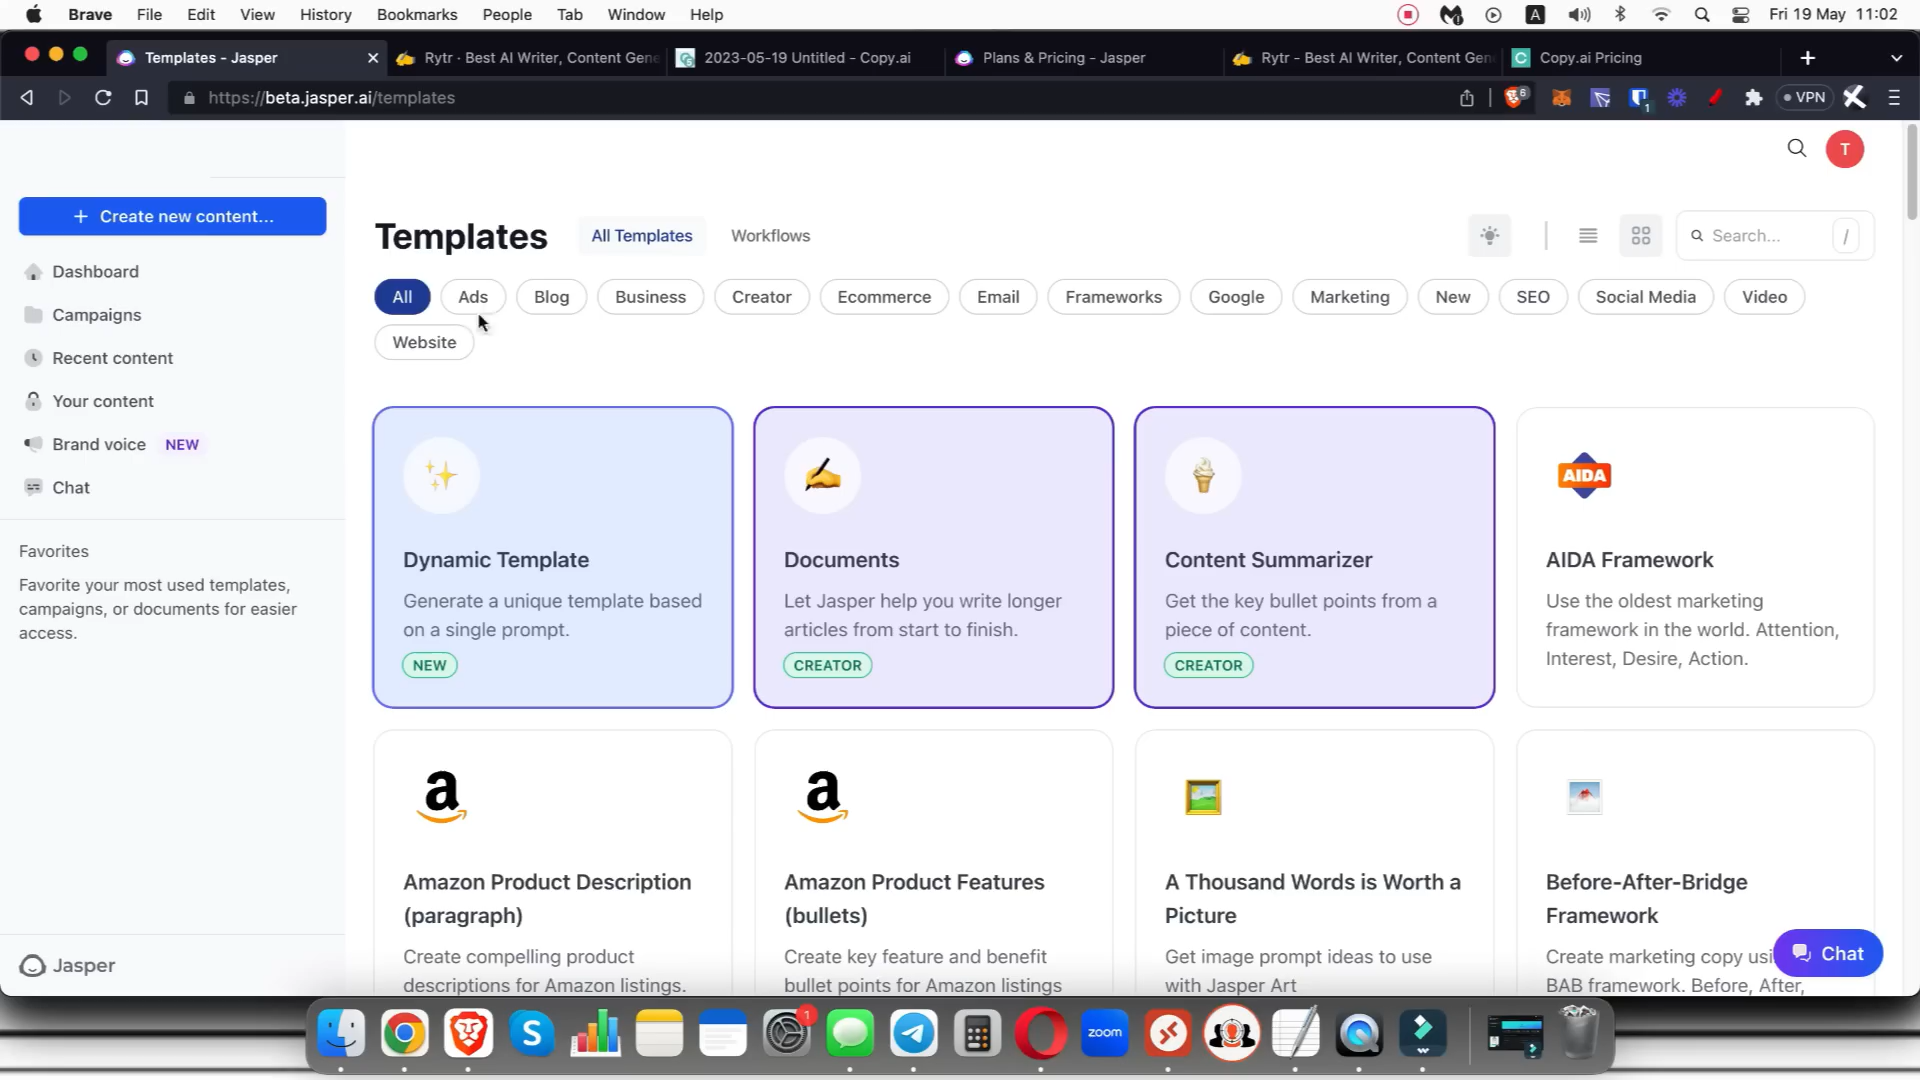 Brave File Edit View History Bookmarks People Tab Window Help A Fri 19 May 11:02
Templates - Jasper Rytr · Best AI Writer, Content Gene 2023-05-19 Untitled - Copy.ai Plans & Pricing - Jasper Rytr - Best AI Writer, Content Gen Copy.ai Pricing
https://beta.jasper.ai/templates 6 1 VPN
T
+ Create new content...
Templates All Templates Workflows Search... /
Dashboard
All Ads Blog Business Creator Ecommerce Email Frameworks Google Marketing New SEO Social Media Video
Campaigns
Website
Recent content
Your content
Brand voice NEW
Chat
Favorites
Favorite your most used templates,
campaigns, or documents for easier
access.
Dynamic Template
Generate a unique template based
on a single prompt.
NEW
Documents
Let Jasper help you write longer
articles from start to finish.
CREATOR
Content Summarizer
Get the key bullet points from a
piece of content.
CREATOR
AIDA
AIDA Framework
Use the oldest marketing
framework in the world. Attention,
Interest, Desire, Action.
a
Amazon Product Description
(paragraph)
Create compelling product
descriptions for Amazon listings.
a
Amazon Product Features
(bullets)
Create key feature and benefit
bullet points for Amazon listings
A Thousand Words is Worth a
Picture
Get image prompt ideas to use
with Jasper Art
Before-After-Bridge
Framework
Create marketing copy usi
BAB framework. Before, After,
Chat
Jasper
1
zoom